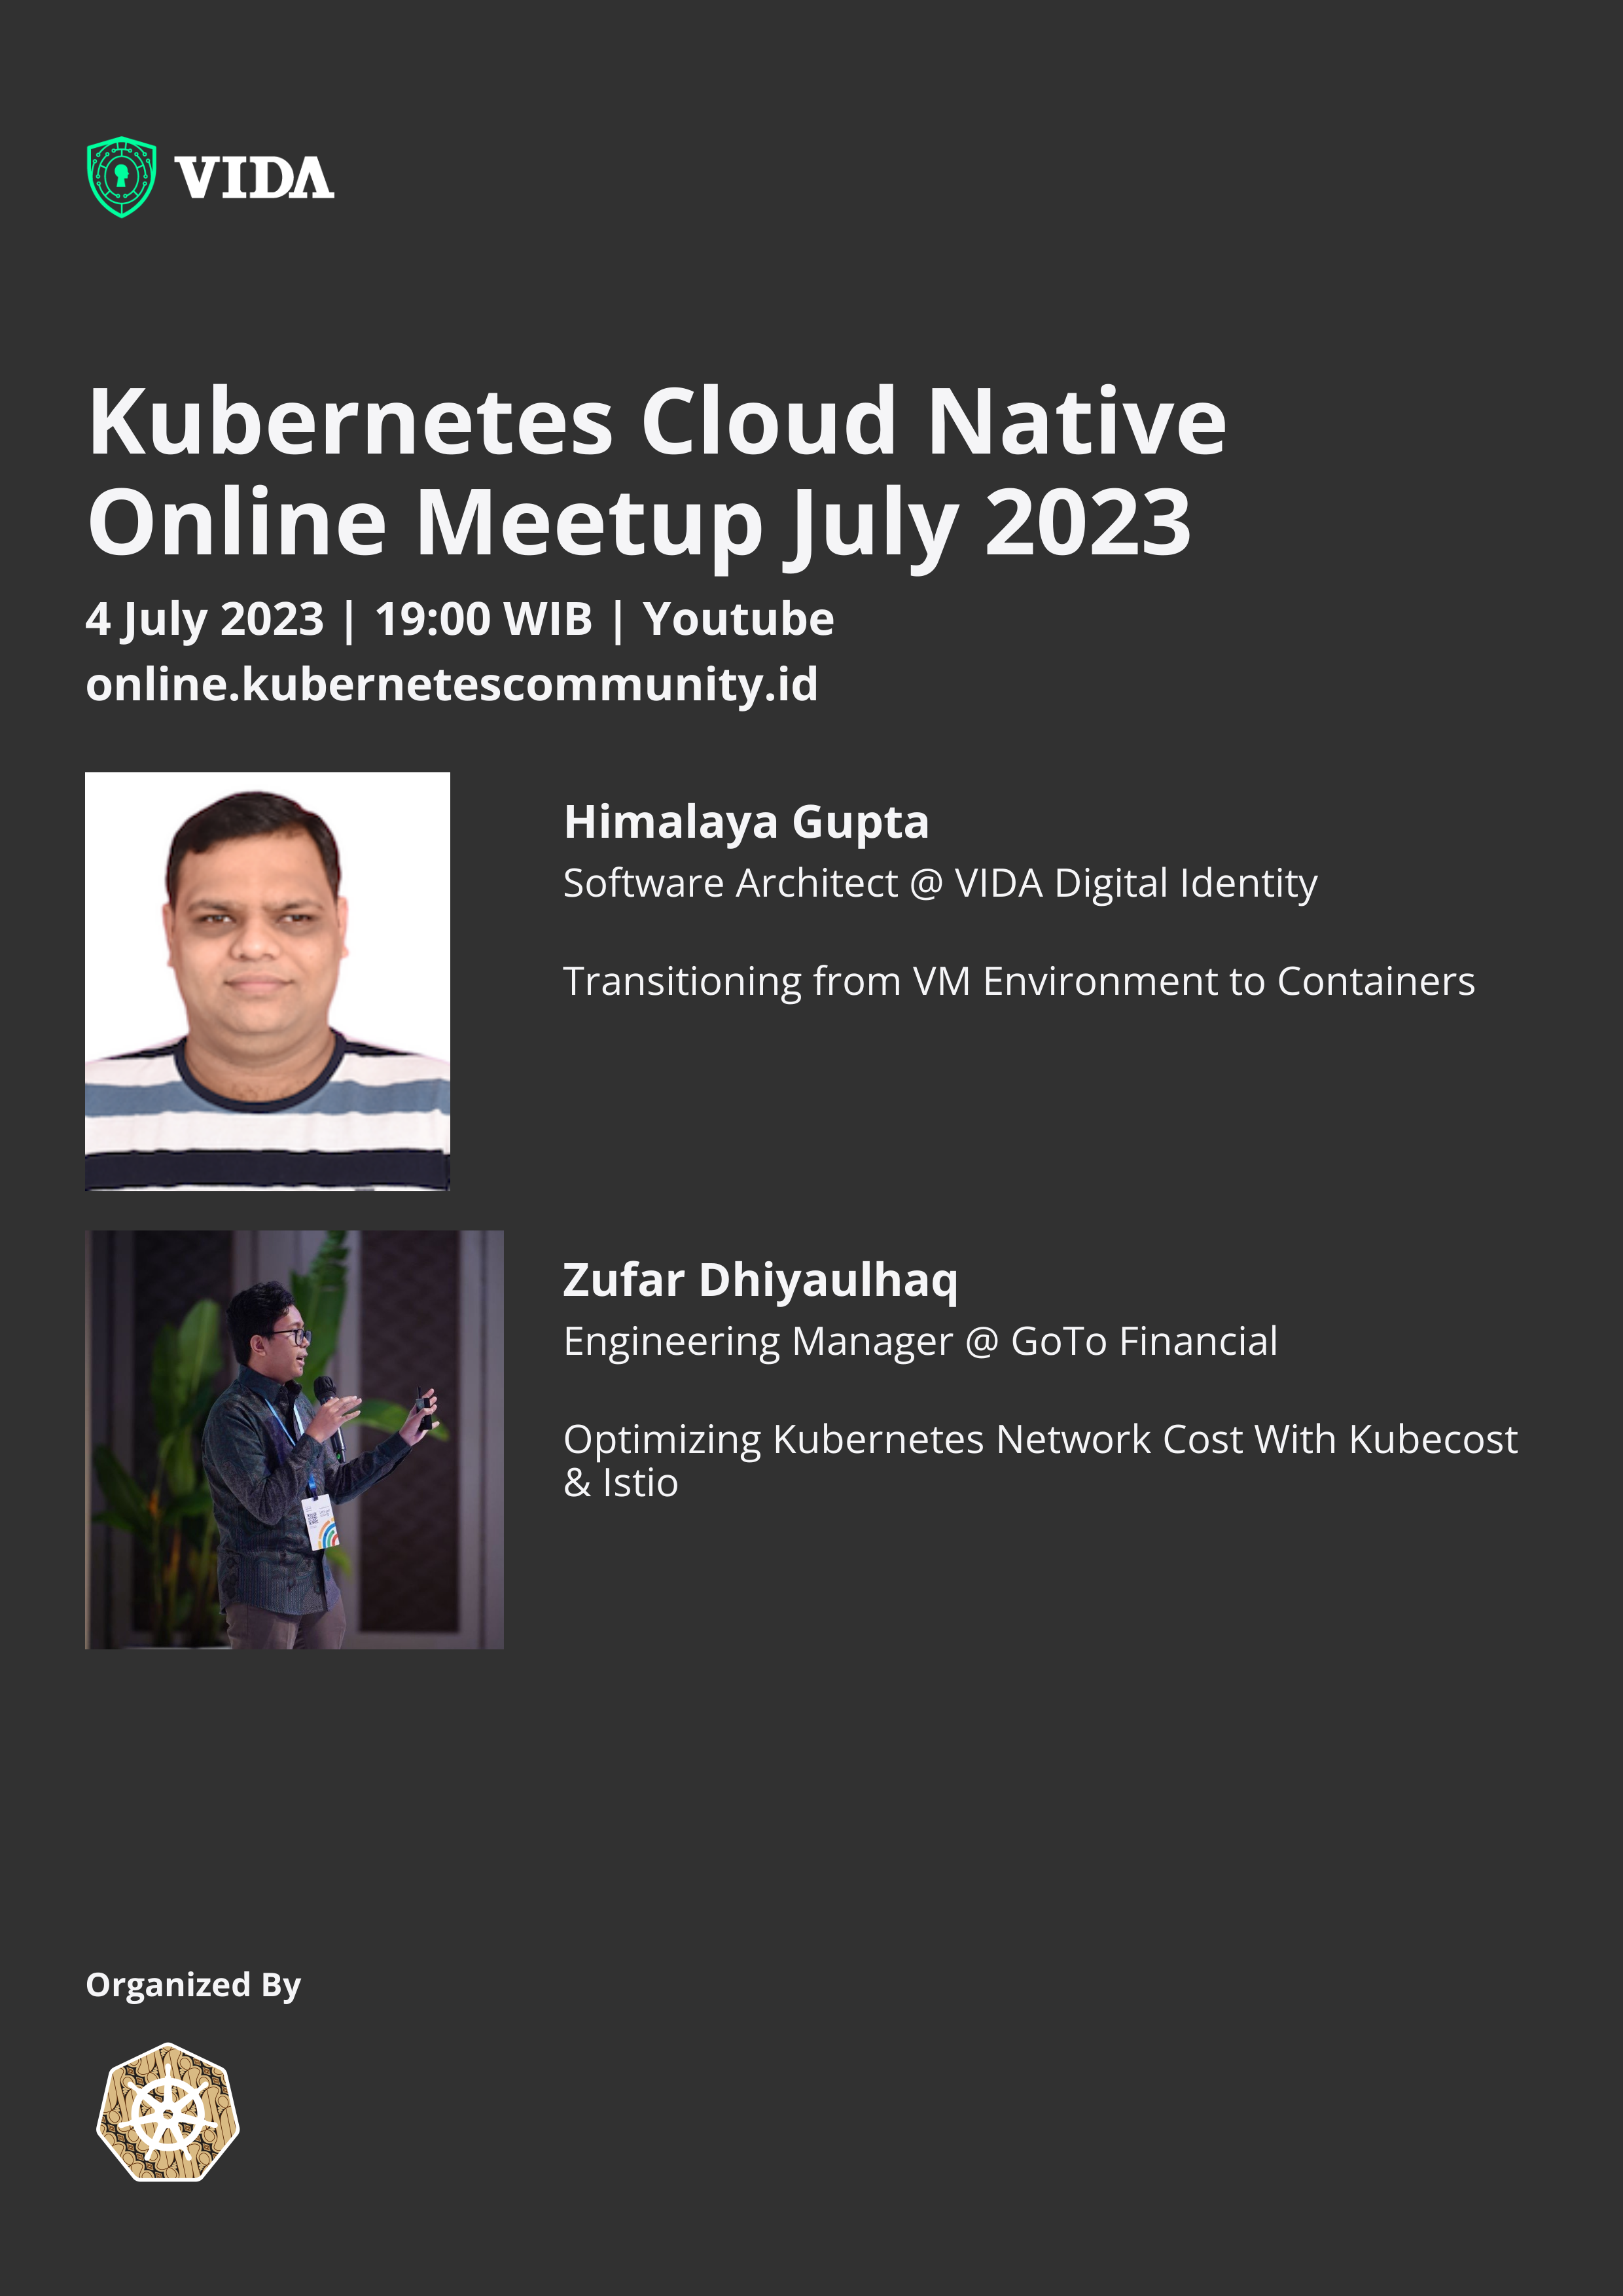 VIDA
Kubernetes Cloud Native
Online Meetup July 2023
4 July 2023 | 19:00 WIB | Youtube
online.kubernetescommunity.id
Himalaya Gupta
Software Architect @ VIDA Digital Identity
Transitioning from VM Environment to Containers
Zufar Dhiyaulhaq
Engineering Manager @ GoTo Financial
Optimizing Kubernetes Network Cost With Kubecost
& Istio
Organized By